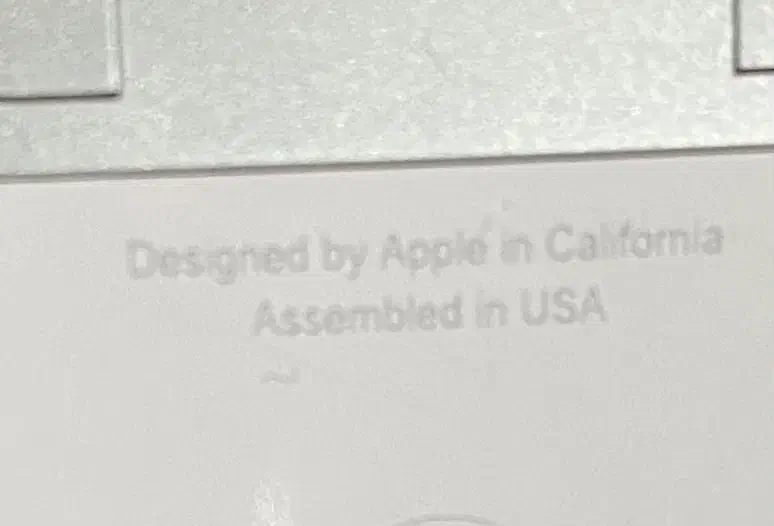 Designed by Apple in California
Assembled in USA